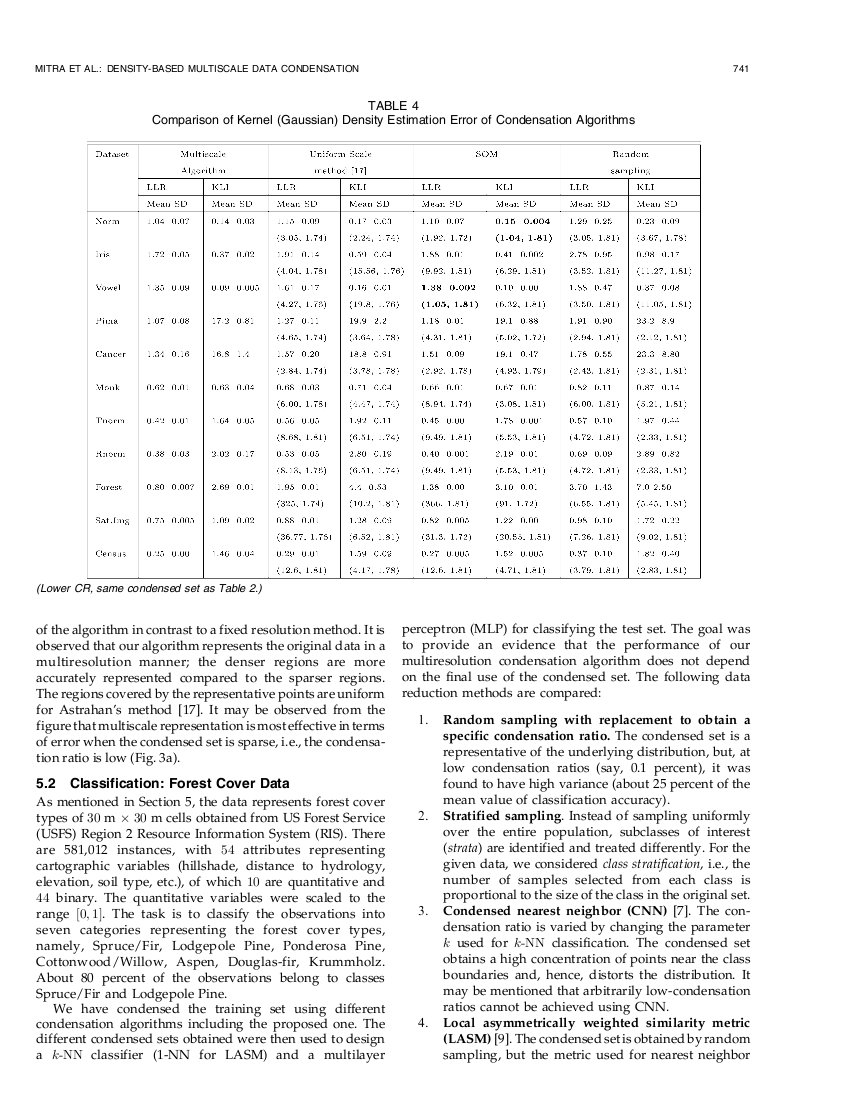 MITRA ET AL.: DENSITY-BASED MULTISCALE DATA CONDENSATION 741
TABLE 4
Comparison of Kernel (Gaussian) Density Estimation Error of Condensation Algorithms
Dataset Multiscale Uniform Scale SOM Random
Algorithm method [17] sampling
LLR KLI LLR KLI LLR KLI LLR KLI
Mean SD Mean SD Mean SD Mean SD Mean SD Mean SD Mean SD Mean SD
Norm 1.04 0.07 0.14 0.03 1.15 0.09 0.17 0.03 1.10 0.07 0.15 0.004 1.29 0.25 0.23 0.09
(3.05, 1.74) (2.24, 1.74) (1.92, 1.72) (1.04, 1.81) (3.05, 1.81) (3.67, 1.78)
Iris 1.72 0.05 0.37 0.02 1.91 0.14 0.59 0.04 1.88 0.01 0.41 0.002 2.78 0.95 0.98 0.17
(4.04, 1.78) (15.56, 1.76) (9.92, 1.81) (6.29, 1.81) (3.52, 1.81) (11.27, 1.81)
Vowel 1.35 0.09 0.09 0.005 1.61 0.17 0.16 0.01 1.38 0.002 0.10 0.00 1.88 0.47 0.37 0.08
(4.27, 1.76) (19.8, 1.76) (1.05, 1.81) (6.32, 1.81) (3.50, 1.81) (11.05, 1.81)
Pima 1.07 0.08 17.2 0.81 1.27 0.11 19.9 2.2 1.18 0.01 19.1 0.88 1.91 0.90 23.2 8.9
(4.65, 1.74) (3.64, 1.78) (4.31, 1.81) (5.02, 1.72) (2.94, 1.81) (2.12, 1.81)
Cancer 1.34 0.16 16.8 1.4 1.57 0.20 18.8 0.91 1.51 0.09 19.1 0.47 1.78 0.55 23.3 8.80
(2.84, 1.74) (3.78, 1.78) (2.92, 1.78) (4.93, 1.79) (2.43, 1.81) (2.31, 1.81)
Monk 0.62 0.01 0.63 0.04 0.68 0.03 0.71 0.04 0.66 0.01 0.67 0.01 0.82 0.11 0.87 0.14
(6.00, 1.78) (4.47, 1.74) (8.94, 1.74) (3.08, 1.81) (6.00, 1.81) (5.21, 1.81)
Tnorm 0.42 0.01 1.64 0.05 0.56 0.05 1.92 0.11 0.45 0.00 1.78 0.001 0.57 0.10 1.97 0.44
(8.68, 1.81) (6.51, 1.74) (9.49, 1.81) (5.53, 1.81) (4.72, 1.81) (2.33, 1.81)
Rnorm 0.38 0.03 2.02 0.17 0.53 0.05 2.80 0.19 0.40 0.001 2.19 0.01 0.69 0.09 2.89 0.82
(8.13, 1.76) (6.51, 1.74) (9.49, 1.81) (5.53, 1.81) (4.72, 1.81) (2.33, 1.81)
Forest 0.80 0.007 2.69 0.01 1.95 0.01 4.4 0.53 1.38 0.00 3.10 0.01 3.70 1.43 7.0 2.50
(325, 1.79) (10.2, 1.81) (366, 1.81) (91, 1.72) (6.55, 1.81) (5.45, 1.81)
Sat.Img 0.75 0.005 1.09 0.02 0.88 0.01 1.28 0.09 0.82 0.005 1.22 0.00 0.98 0.10 1.72 0.22
(36.77, 1.76) (6.52, 1.81) (31.3, 1.72) (20.55, 1.81) (7.26, 1.81) (9.02, 1.81)
Census 0.25 0.00 1.46 0.04 0.29 0.01 1.59 0.09 0.27 0.005 1.52 0.005 0.37 0.10 1.82 0.40
(12.6, 1.81) (4.17, 1.78) (12.6, 1.81) (4.71, 1.81) (3.79, 1.81) (2.83, 1.81)
(Lower CR, same condensed set as Table 2.)
of the algorithm in contrast to a fixed resolution method. It is
observed that our algorithm represents the original data in a
multiresolution manner; the denser regions are more
accurately represented compared to the sparser regions.
The regions covered by the representative points are uniform
for Astrahan's method [17]. It may be observed from the
figure that multiscale representation is most effective in terms
of error when the condensed set is sparse, i.e., the condensa-
tion ratio is low (Fig. 3a).
5.2 Classification: Forest Cover Data
As mentioned in Section 5, the data represents forest cover
types of 30 m × 30 m cells obtained from US Forest Service
(USFS) Region 2 Resource Information System (RIS). There
are 581,012 instances, with 54 attributes representing
cartographic variables (hillshade, distance to hydrology,
elevation, soil type, etc.), of which 10 are quantitative and
44 binary. The quantitative variables were scaled to the
range [0, 1]. The task is to classify the observations into
seven categories representing the forest cover types,
namely, Spruce/Fir, Lodgepole Pine, Ponderosa Pine,
Cottonwood/Willow, Aspen, Douglas-fir, Krummholz.
About 80 percent of the observations belong to classes
Spruce/Fir and Lodgepole Pine.
We have condensed the training set using different
condensation algorithms including the proposed one. The
different condensed sets obtained were then used to design
a k-NN classifier (1-NN for LASM) and a multilayer
perceptron (MLP) for classifying the test set. The goal was
to provide an evidence that the performance of our
multiresolution condensation algorithm does not depend
on the final use of the condensed set. The following data
reduction methods are compared:
1. Random sampling with replacement to obtain a
specific condensation ratio. The condensed set is a
representative of the underlying distribution, but, at
low condensation ratios (say, 0.1 percent), it was
found to have high variance (about 25 percent of the
mean value of classification accuracy).
2. Stratified sampling. Instead of sampling uniformly
over the entire population, subclasses of interest
(strata) are identified and treated differently. For the
given data, we considered class stratification, i.e., the
number of samples selected from each class is
proportional to the size of the class in the original set.
3. Condensed nearest neighbor (CNN) [7]. The con-
densation ratio is varied by changing the parameter
k used for k-NN classification. The condensed set
obtains a high concentration of points near the class
boundaries and, hence, distorts the distribution. It
may be mentioned that arbitrarily low-condensation
ratios cannot be achieved using CNN.
4. Local asymmetrically weighted similarity metric
(LASM) [9]. The condensed set is obtained by random
sampling, but the metric used for nearest neighbor